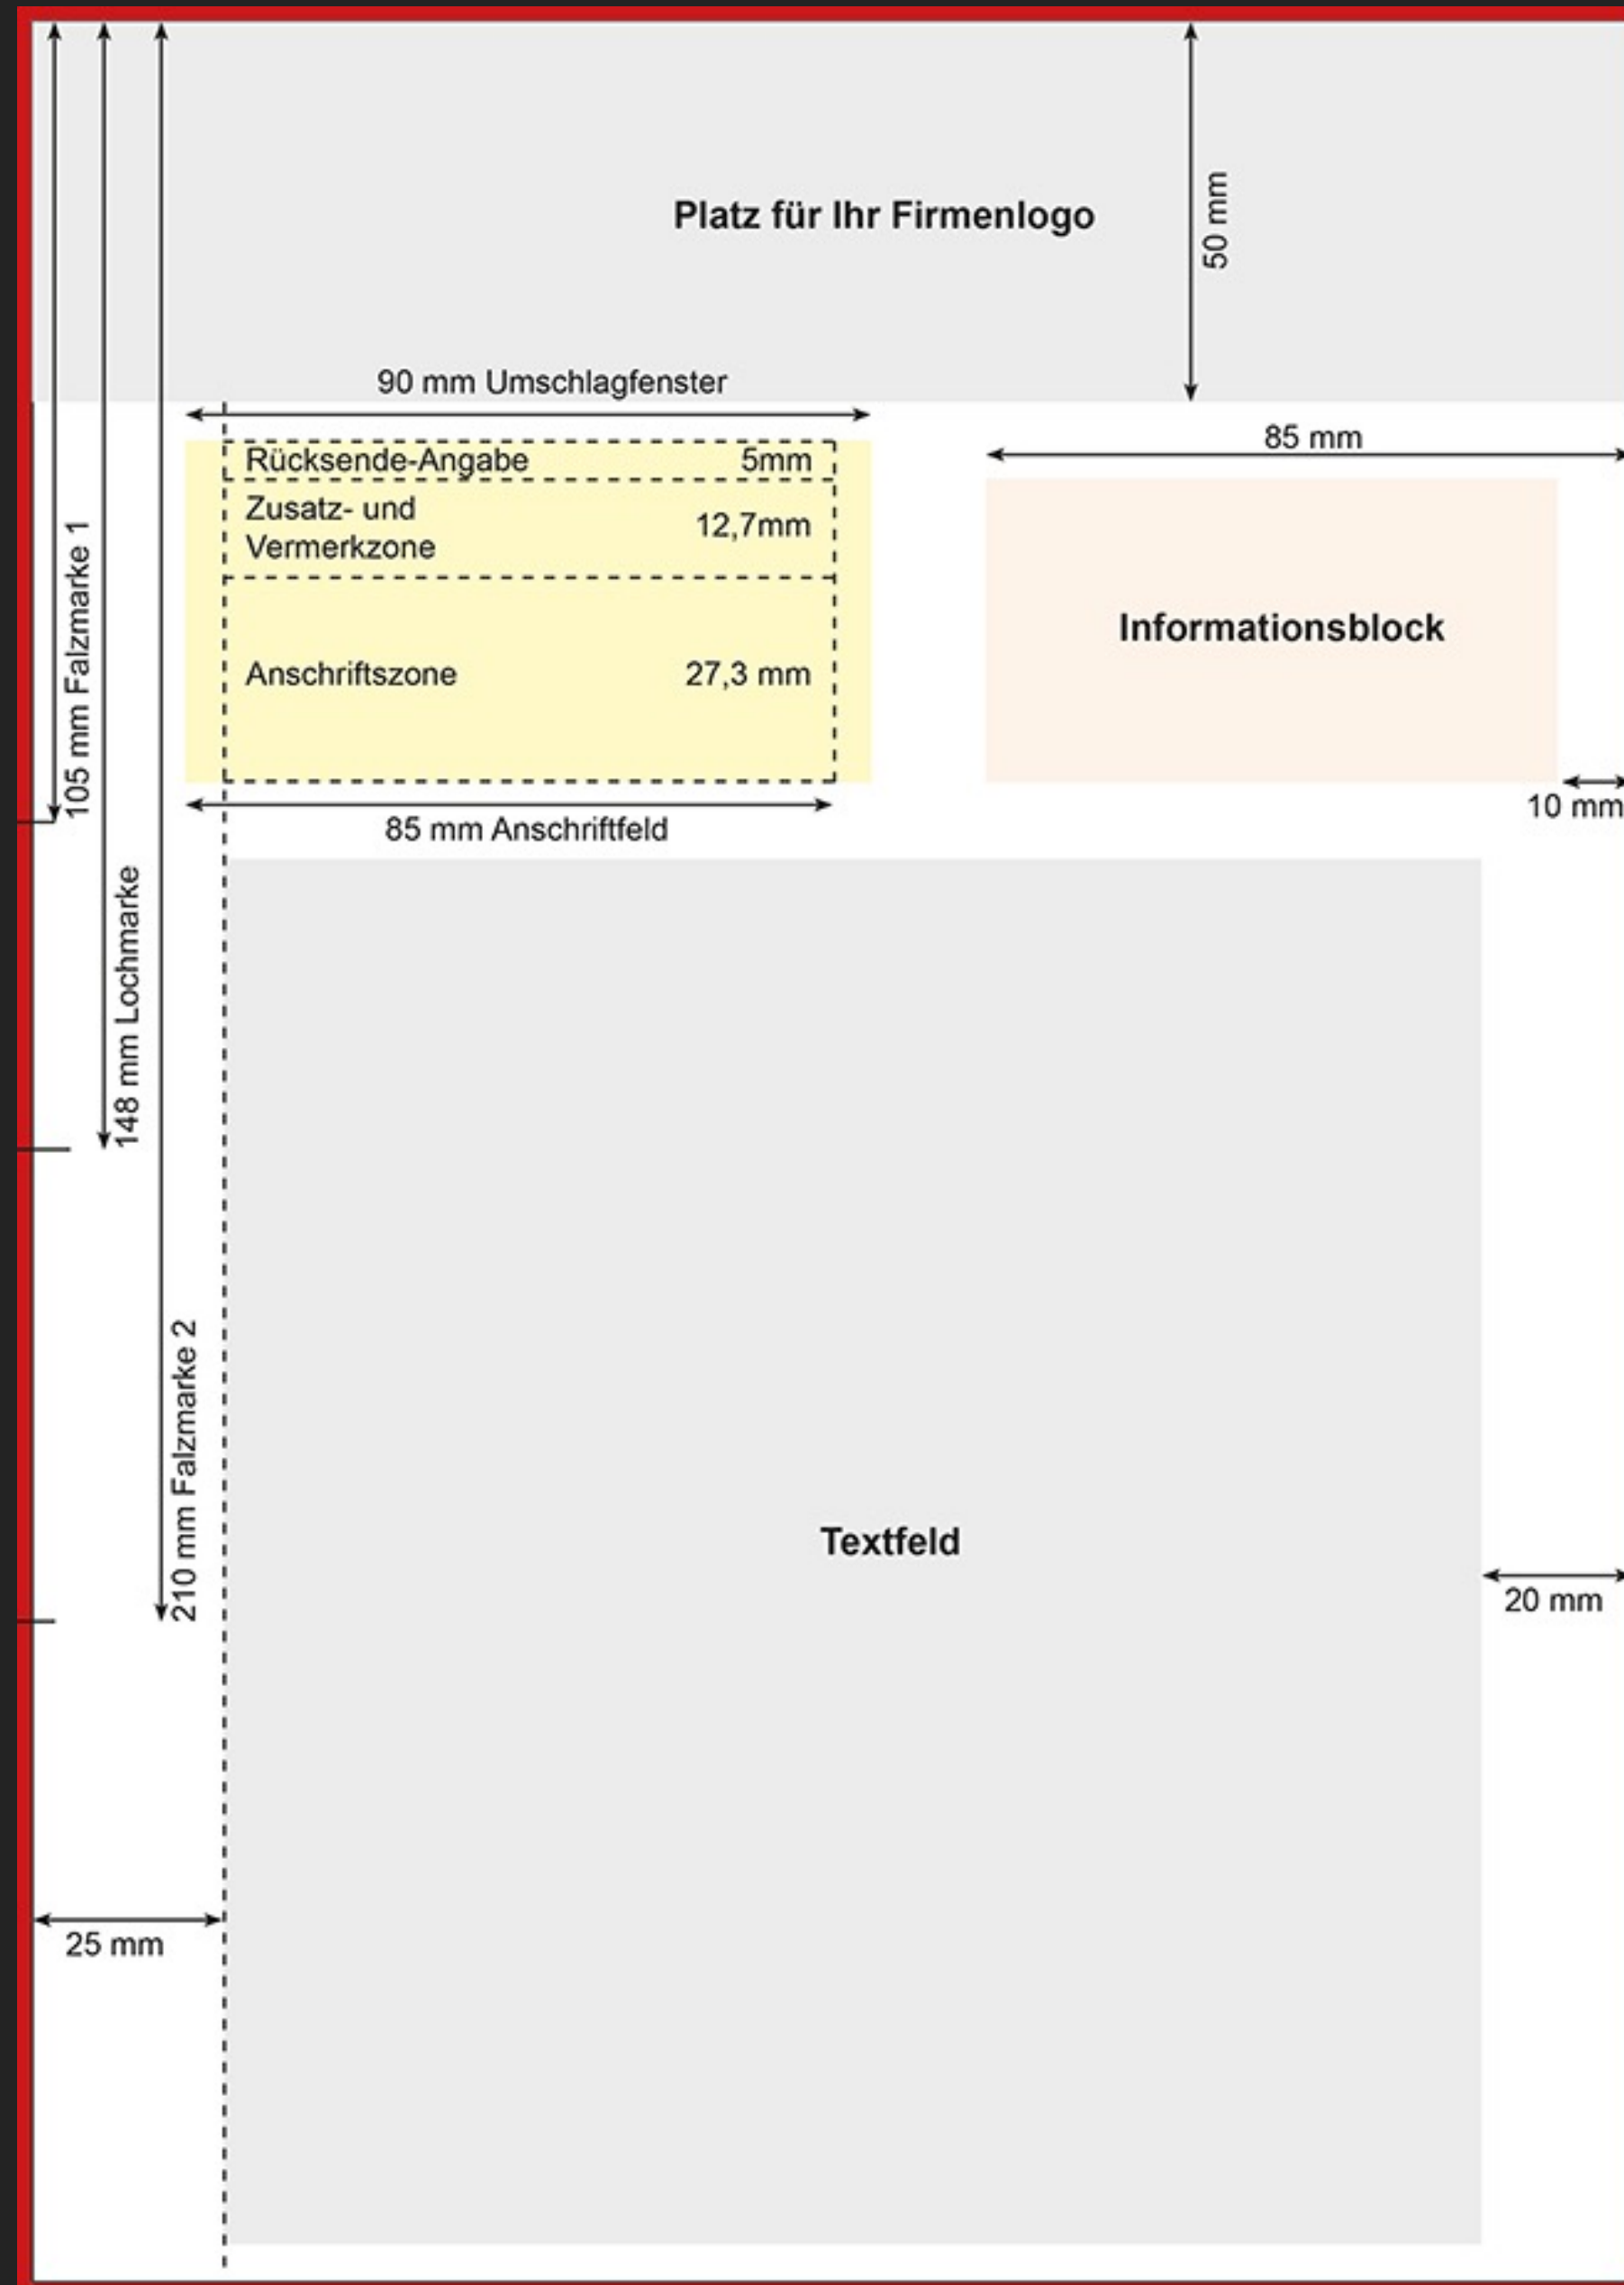 Platz für Ihr Firmenlogo
50 mm
90 mm Umschlagfenster
85 mm
Rücksende-Angabe 5mm
Zusatz- und
Vermerkzone
12,7mm
Anschriftszone 27,3 mm
Informationsblock
10 mm
85 mm Anschriftfeld
105 mm Falzmarke 1
148 mm Lochmarke
210 mm Falzmarke 2
Textfeld
20 mm
25 mm